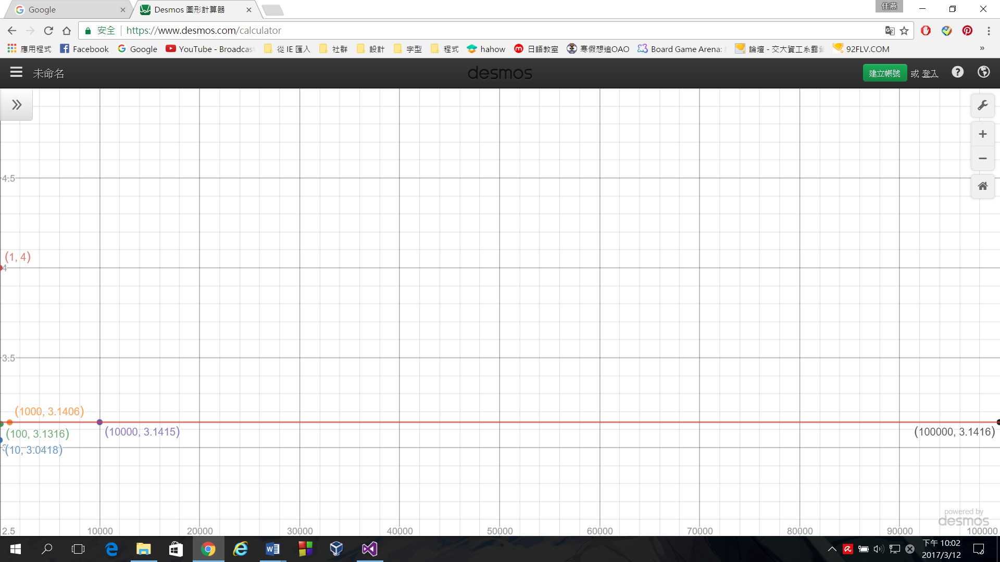 Google
Desmos 圖形計算器
佳燕
安全
https://www.desmos.com/calculator
應用程式 Facebook Google YouTube - Broadcast 從 IE 匯入 社群 設計 字型 程式 hahow 日語教室 寒假想追OAO Board Game Arena: 論壇 - 交大資工系露營 92FLV.COM »
未命名
desmos
建立帳號 或 登入
4.5
(1, 4)
4
3.5
(1000, 3.1406)
(100, 3.1316)
(10000, 3.1415)
(100000, 3.1416)
(10, 3.0418)
powered by
desmos
2.5 10000 20000 30000 40000 50000 60000 70000 80000 90000 100000
下午 10:02
2017/3/12